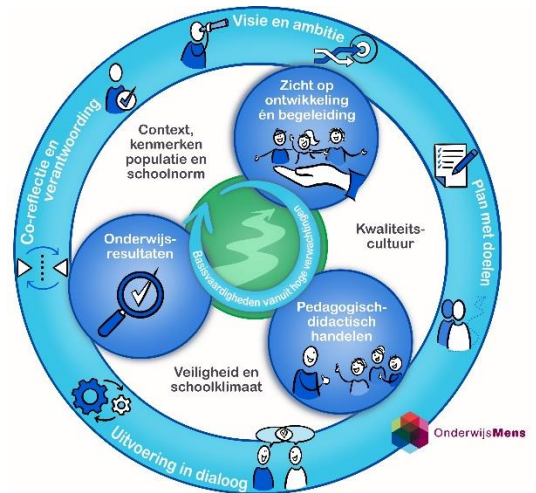 Visie en ambitie
Plan met doelen
Uitvoering in dialoog
Co-reflectie en
verantwoording
Zicht op
ontwikkeling
én begeleiding
Context,
kenmerken
populatie en
schoolnorm
Kwaliteits-
cultuur
Onderwijs-
resultaten
Basisvaardigheden vanuit hoge verwachtingen
Pedagogisch-
didactisch
handelen
Veiligheid en
schoolklimaat
OnderwijsMens